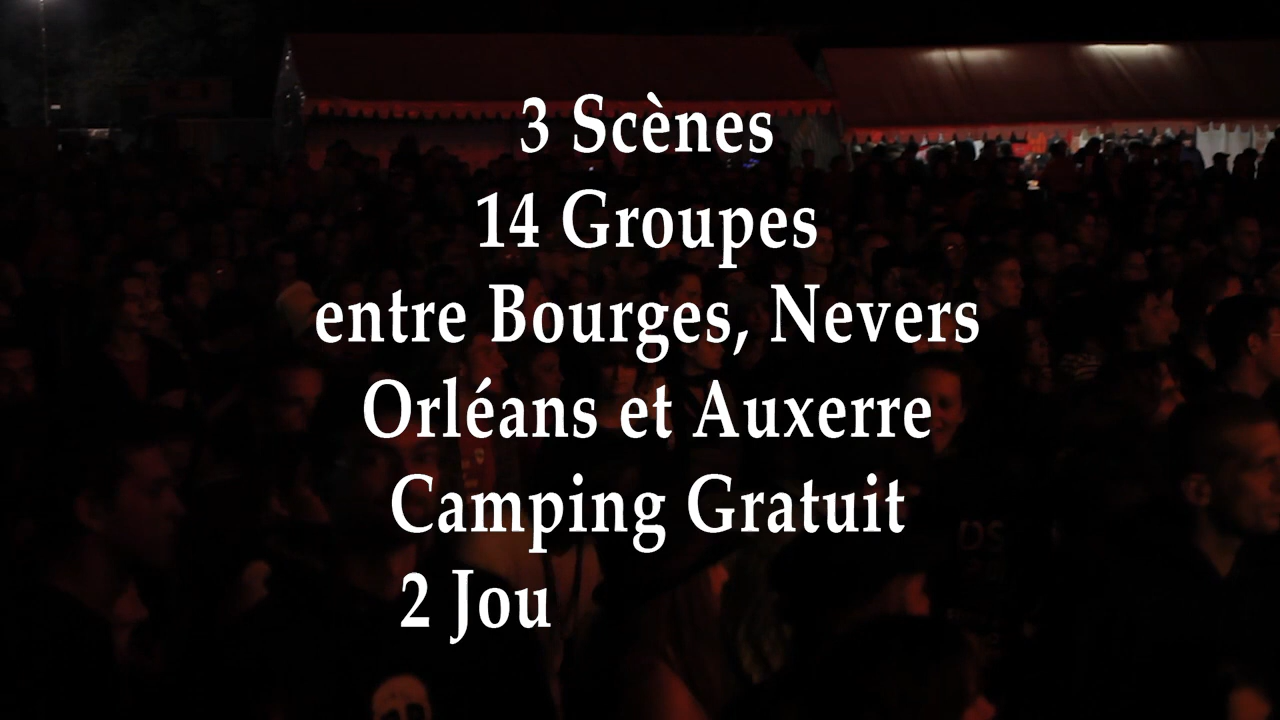 3 Scènes
14 Groupes
entre Bourges, Nevers
Orléans et Auxerre
Camping Gratuit
2 Jou